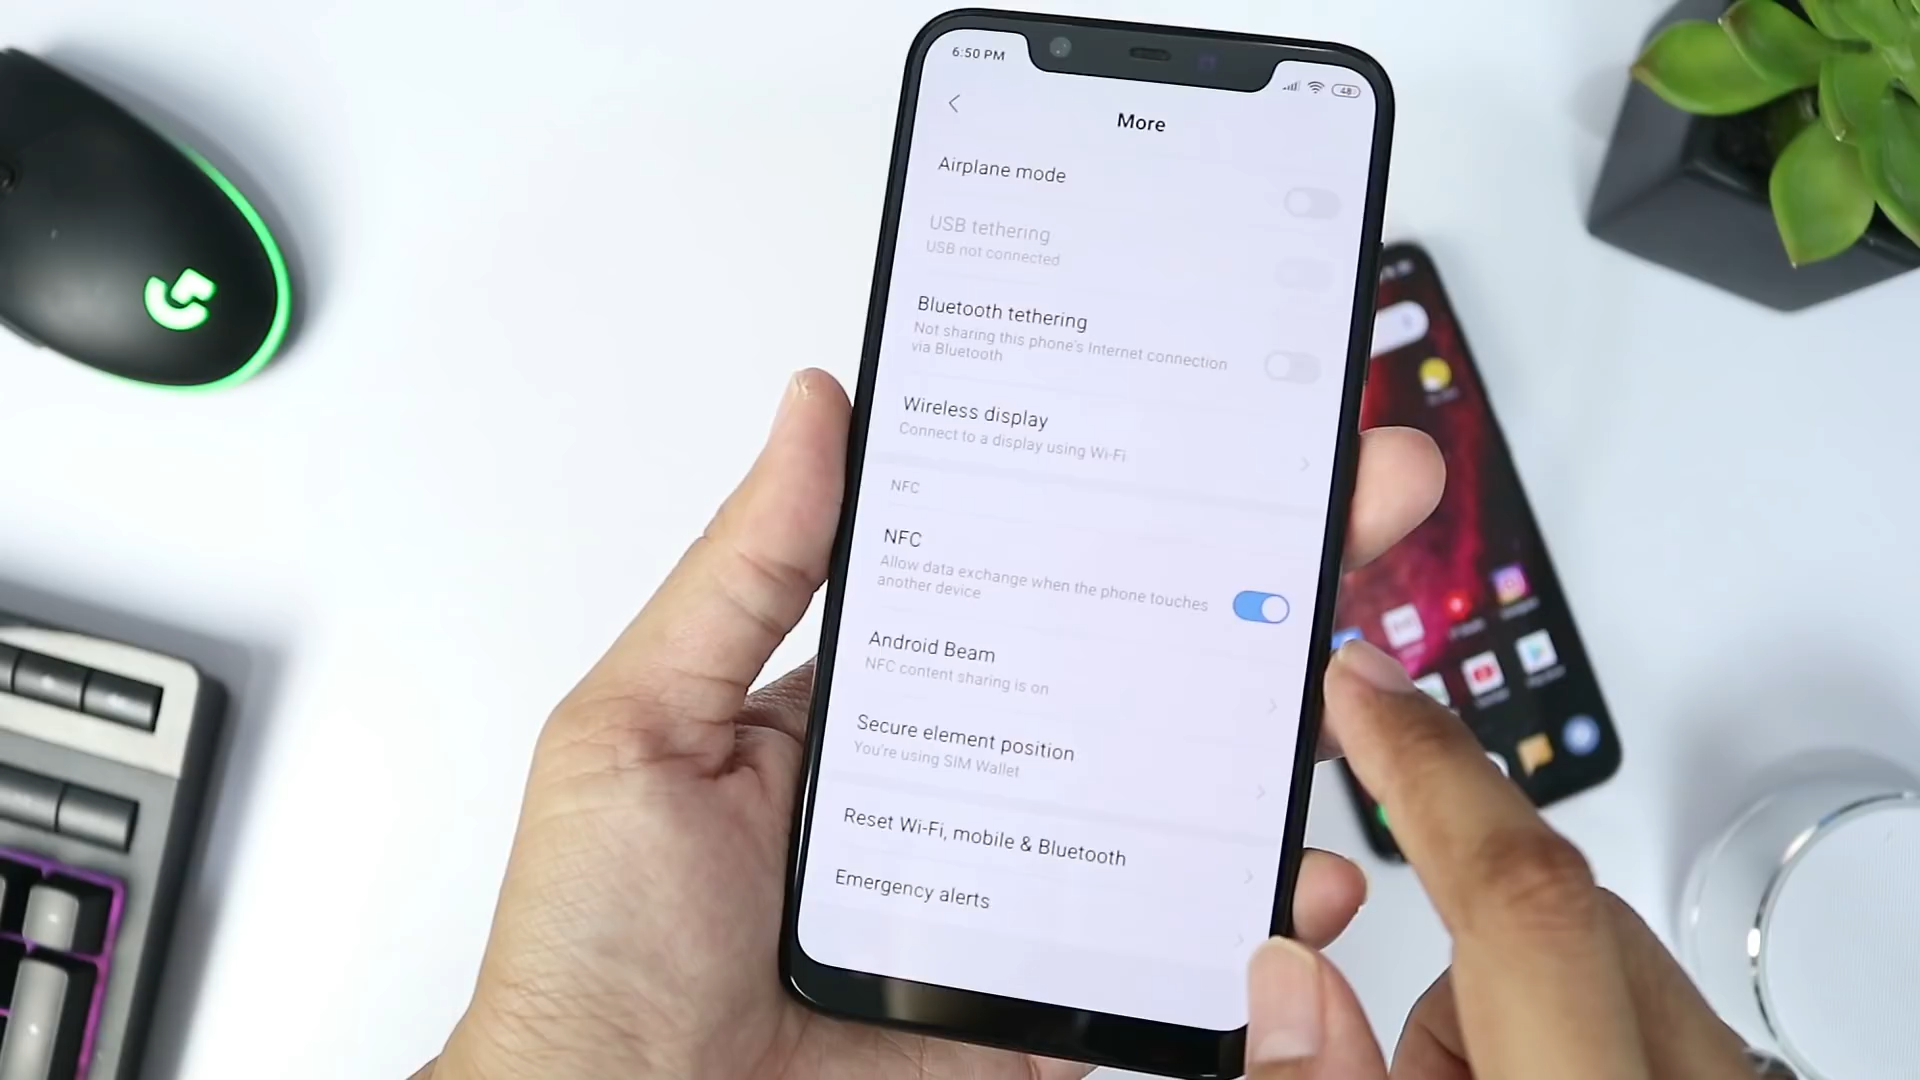 6:50 PM
48
More
Airplane mode
USB tethering
USB not connected
Bluetooth tethering
Not sharing this phone's Internet connection
via Bluetooth
Wireless display
Connect to a display using Wi-Fi
NFC
NFC
Allow data exchange when the phone touches
another device
Android Beam
NFC content sharing is on
Secure element position
You're using SIM Wallet
Reset Wi-Fi, mobile & Bluetooth
Emergency alerts